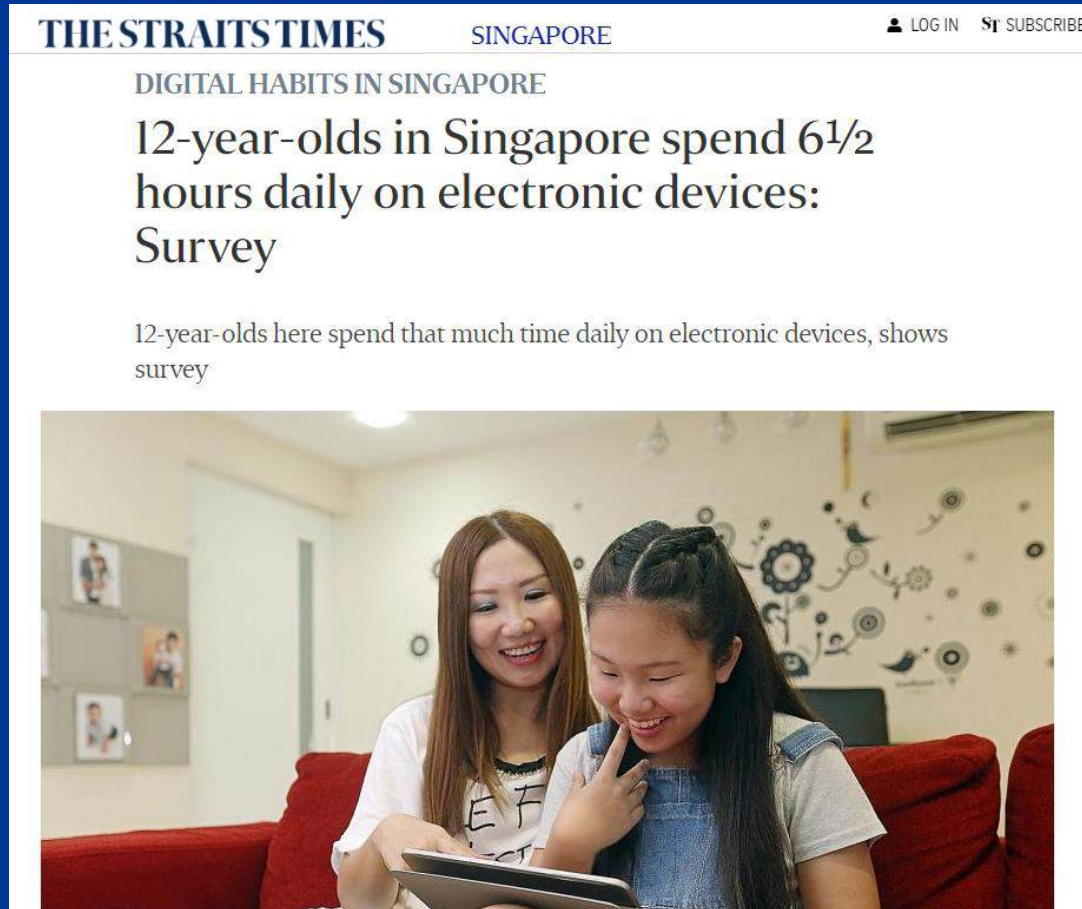 THE STRAITS TIMES
SINGAPORE
LOG IN
ST SUBSCRIBE
DIGITAL HABITS IN SINGAPORE
12-year-olds in Singapore spend 6½
hours daily on electronic devices:
Survey
12-year-olds here spend that much time daily on electronic devices, shows
survey
EF